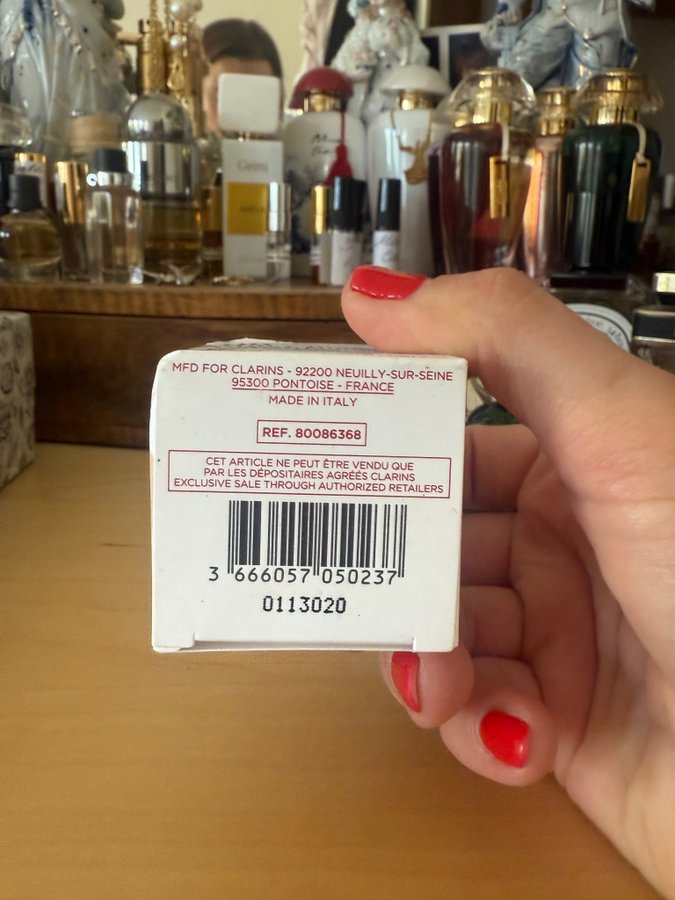 MFD FOR CLARINS - 92200 NEUILLY-SUR-SEINE
95300 PONTOISE - FRANCE
MADE IN ITALY
REF. 80086368
CET ARTICLE NE PEUT ÊTRE VENDU QUE
PAR LES DÉPOSITAIRES AGRÉÉS CLARINS
EXCLUSIVE SALE THROUGH AUTHORIZED RETAILERS
3 666057 050237
0113020